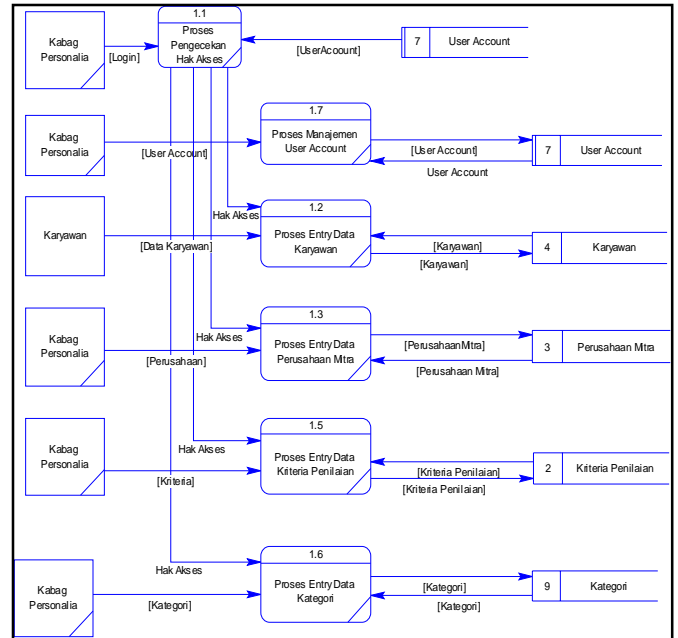 1.1
Kabag
Personalia
[Login]
Proses
Pengecekan
Hak Akses
[UserAcoount]
7 User Account
Kabag
Personalia
[User Account]
1.7
Proses Manajemen
User Account
[User Account]
User Account
7 User Account
Karyawan
[Data Karyawan]
Hak Akses
1.2
Proses Entry Data
Karyawan
[Karyawan]
[Karyawan]
4 Karyawan
Kabag
Personalia
[Perusahaan]
Hak Akses
1.3
Proses Entry Data
Perusahaan Mitra
[PerusahaanMitra]
[Perusahaan Mitra]
3 Perusahaan Mitra
Kabag
Personalia
[Kriteria]
Hak Akses
1.5
Proses Entry Data
Kriteria Penilaian
[Kriteria Penilaian]
[Kriteria Penilaian]
2 Kriteria Penilaian
Kabag
Personalia
[Kategori]
Hak Akses
1.6
Proses Entry Data
Kategori
[Kategori]
[Kategori]
9 Kategori